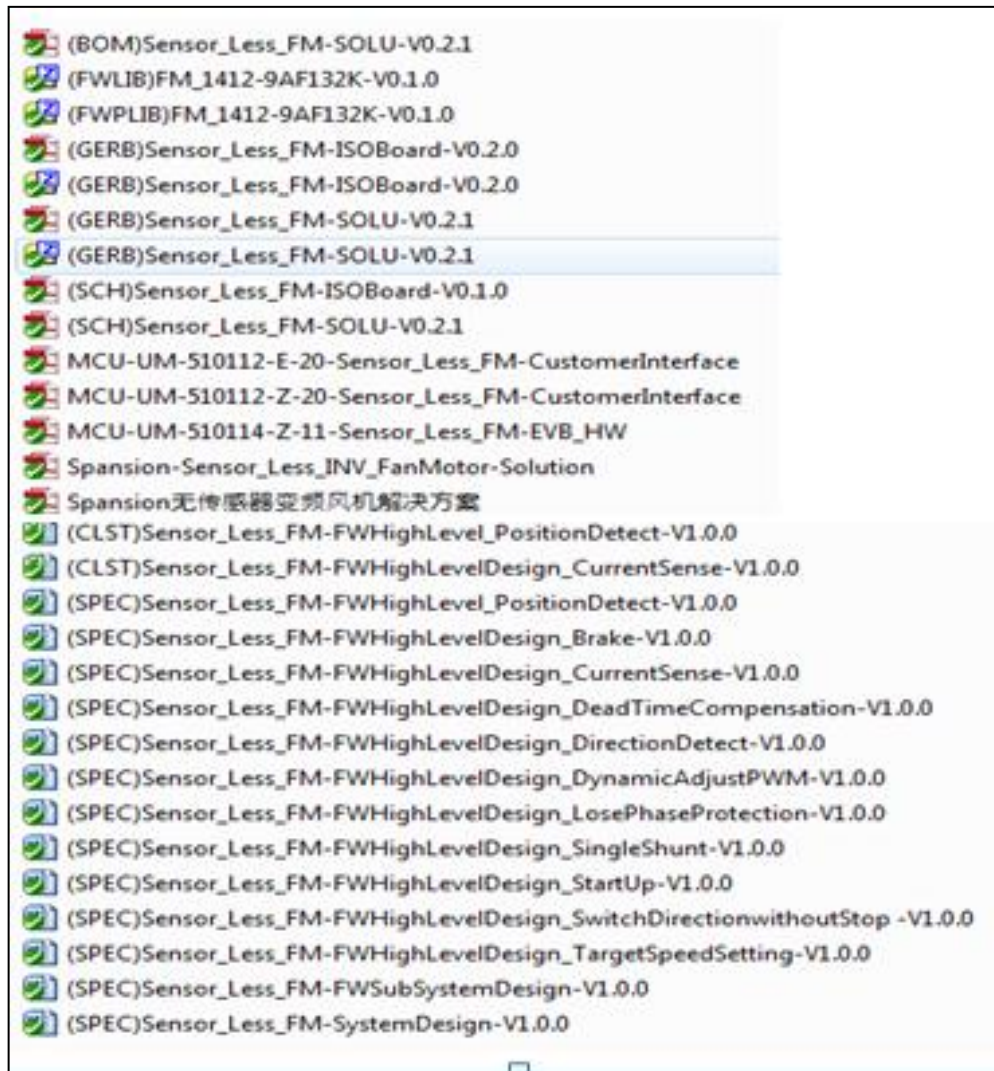 (BOM)Sensor_Less_FM-SOLU-V0.2.1
(FWLIB)FM_1412-9AF132K-V0.1.0
(FWPLIB)FM_1412-9AF132K-V0.1.0
(GERB)Sensor_Less_FM-ISOBoard-V0.2.0
(GERB)Sensor_Less_FM-ISOBoard-V0.2.0
(GERB)Sensor_Less_FM-SOLU-V0.2.1
(GERB)Sensor_Less_FM-SOLU-V0.2.1
(SCH)Sensor_Less_FM-ISOBoard-V0.1.0
(SCH)Sensor_Less_FM-SOLU-V0.2.1
MCU-UM-510112-E-20-Sensor_Less_FM-CustomerInterface
MCU-UM-510112-Z-20-Sensor_Less_FM-CustomerInterface
MCU-UM-510114-Z-11-Sensor_Less_FM-EVB_HW
Spansion-Sensor_Less_INV_FanMotor-Solution
Spansion无传感器变频风机解决方案
(CLST)Sensor_Less_FM-FWHighLevel_PositionDetect-V1.0.0
(CLST)Sensor_Less_FM-FWHighLevelDesign_CurrentSense-V1.0.0
(SPEC)Sensor_Less_FM-FWHighLevel_PositionDetect-V1.0.0
(SPEC)Sensor_Less_FM-FWHighLevelDesign_Brake-V1.0.0
(SPEC)Sensor_Less_FM-FWHighLevelDesign_CurrentSense-V1.0.0
(SPEC)Sensor_Less_FM-FWHighLevelDesign_DeadTimeCompensation-V1.0.0
(SPEC)Sensor_Less_FM-FWHighLevelDesign_DirectionDetect-V1.0.0
(SPEC)Sensor_Less_FM-FWHighLevelDesign_DynamicAdjustPWM-V1.0.0
(SPEC)Sensor_Less_FM-FWHighLevelDesign_LosePhaseProtection-V1.0.0
(SPEC)Sensor_Less_FM-FWHighLevelDesign_SingleShunt-V1.0.0
(SPEC)Sensor_Less_FM-FWHighLevelDesign_StartUp-V1.0.0
(SPEC)Sensor_Less_FM-FWHighLevelDesign_SwitchDirectionwithoutStop -V1.0.0
(SPEC)Sensor_Less_FM-FWHighLevelDesign_TargetSpeedSetting-V1.0.0
(SPEC)Sensor_Less_FM-FWSubSystemDesign-V1.0.0
(SPEC)Sensor_Less_FM-SystemDesign-V1.0.0